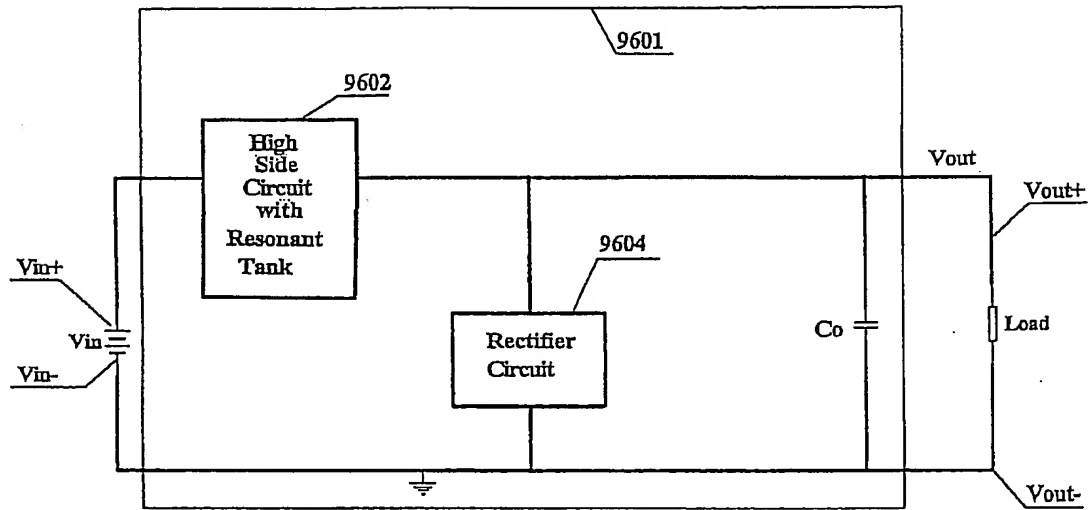 9601
9602
High
Side
Circuit
with
Resonant
Tank
Vout
Vout+
9604
Vin+
Vin
Vin-
Rectifier
Circuit
Co
Load
Vout-